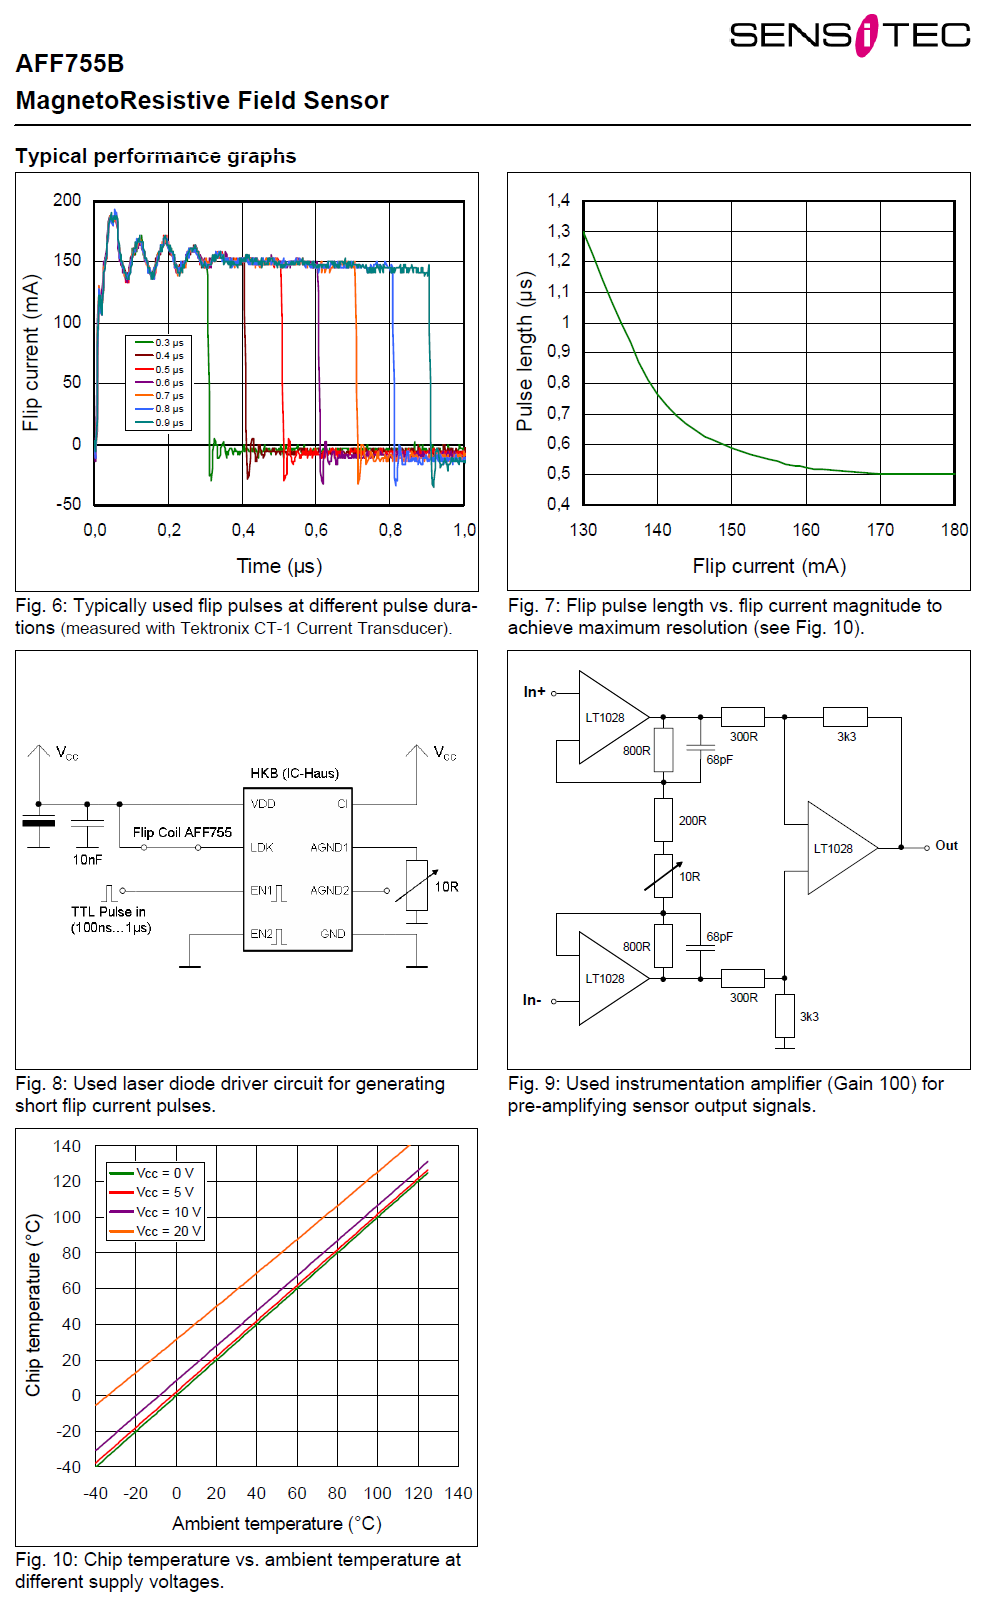 SENSiTEC
AFF755B
MagnetoResistive Field Sensor
Typical performance graphs
200
150
100
50
0
-50
Flip current (mA)
0.3 µs
0.4 µs
0.5 µs
0.6 µs
0.7 µs
0.8 µs
0.9 µs
0,0 0,2 0,4 0,6 0,8 1,0
Time (µs)
Fig. 6: Typically used flip pulses at different pulse dura-
tions (measured with Tektronix CT-1 Current Transducer).
1,4
1,3
1,2
1,1
1
0,9
0,8
0,7
0,6
0,5
0,4
Pulse length (µs)
130 140 150 160 170 180
Flip current (mA)
Fig. 7: Flip pulse length vs. flip current magnitude to
achieve maximum resolution (see Fig. 10).
VCC VCC
HKB (IC-Haus)
VDD CI
Flip Coil AFF755
10nF
LDK AGND1
EN1 AGND2
10R
TTL Pulse in
(100ns...1µs)
EN2 GND
Fig. 8: Used laser diode driver circuit for generating
short flip current pulses.
In+
LT1028
800R
68pF
300R
3k3
200R
10R
LT1028
Out
800R
68pF
LT1028
In-
300R
3k3
Fig. 9: Used instrumentation amplifier (Gain 100) for
pre-amplifying sensor output signals.
140
120
100
80
60
40
20
0
-20
-40
Chip temperature (°C)
Vcc = 0 V
Vcc = 5 V
Vcc = 10 V
Vcc = 20 V
-40 -20 0 20 40 60 80 100 120 140
Ambient temperature (°C)
Fig. 10: Chip temperature vs. ambient temperature at
different supply voltages.